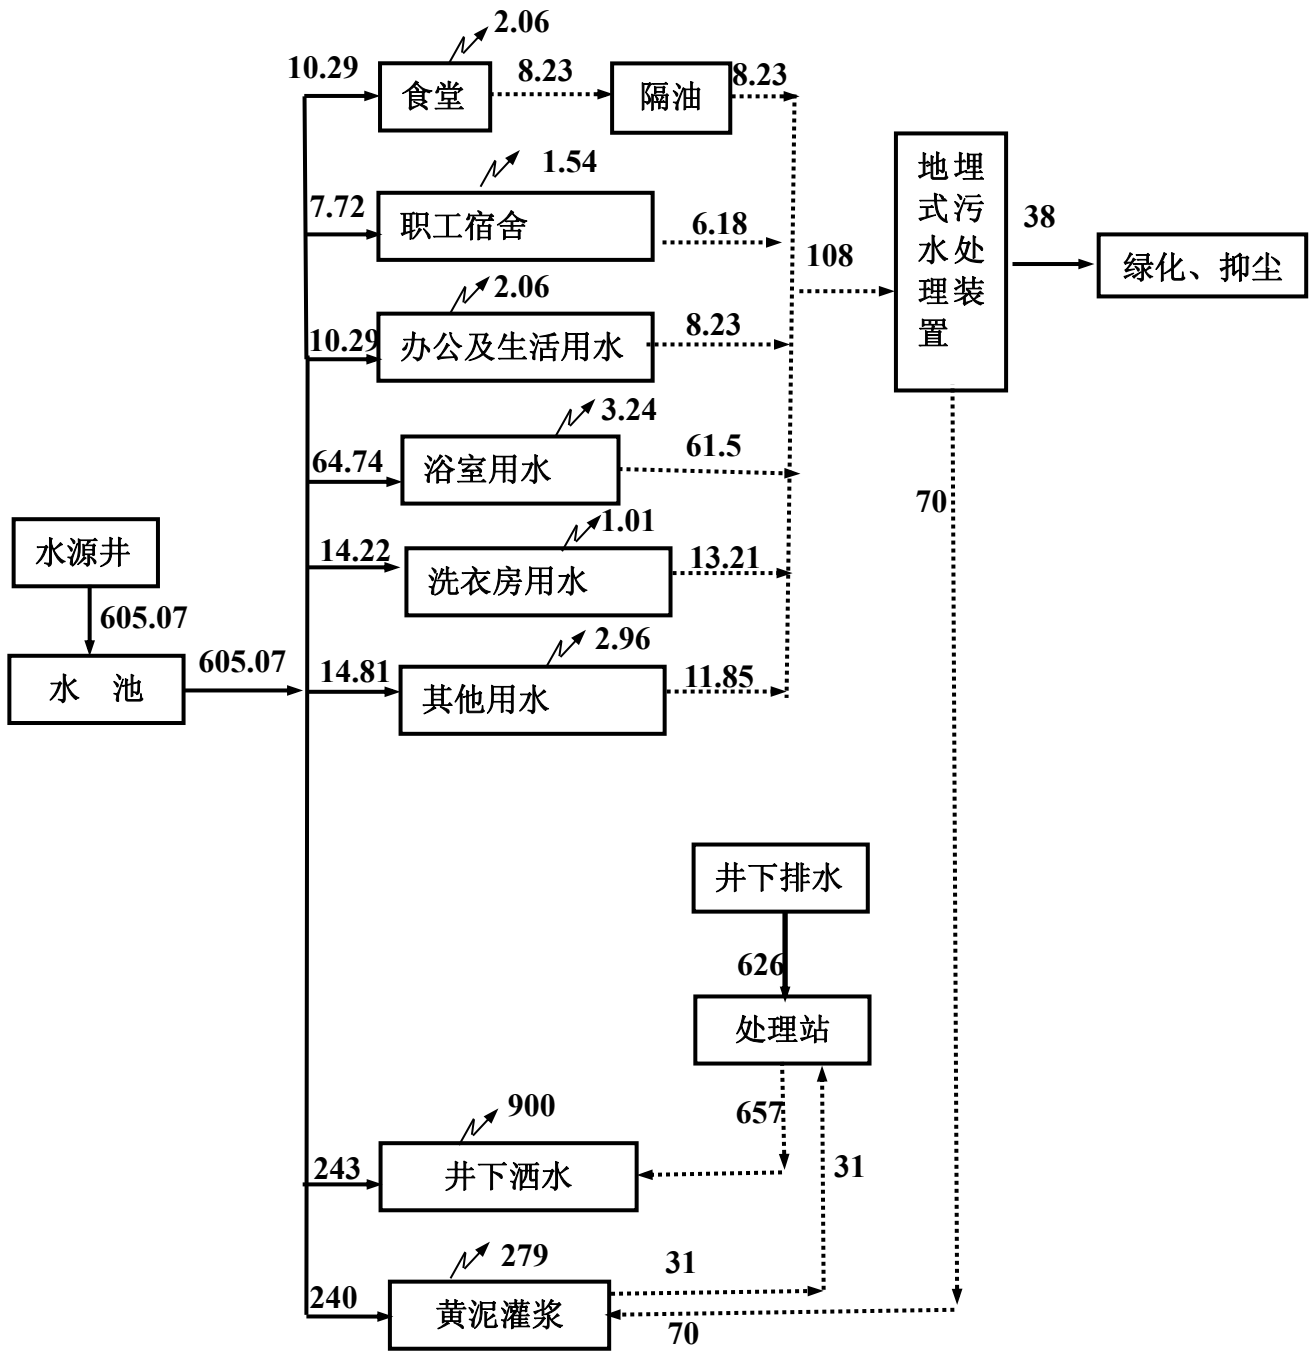 2.06
10.29
食堂
8.23
隔油
8.23
1.54
7.72
职工宿舍
6.18
2.06
10.29
办公及生活用水
8.23
3.24
64.74
浴室用水
61.5
1.01
14.22
洗衣房用水
13.21
2.96
14.81
其他用水
11.85
108
地埋
式污
水处
理装
置
38
绿化、抑尘
70
水源井
605.07
水 池
605.07
井下排水
626
处理站
657
31
900
243
井下洒水
279
240
黄泥灌浆
31
70